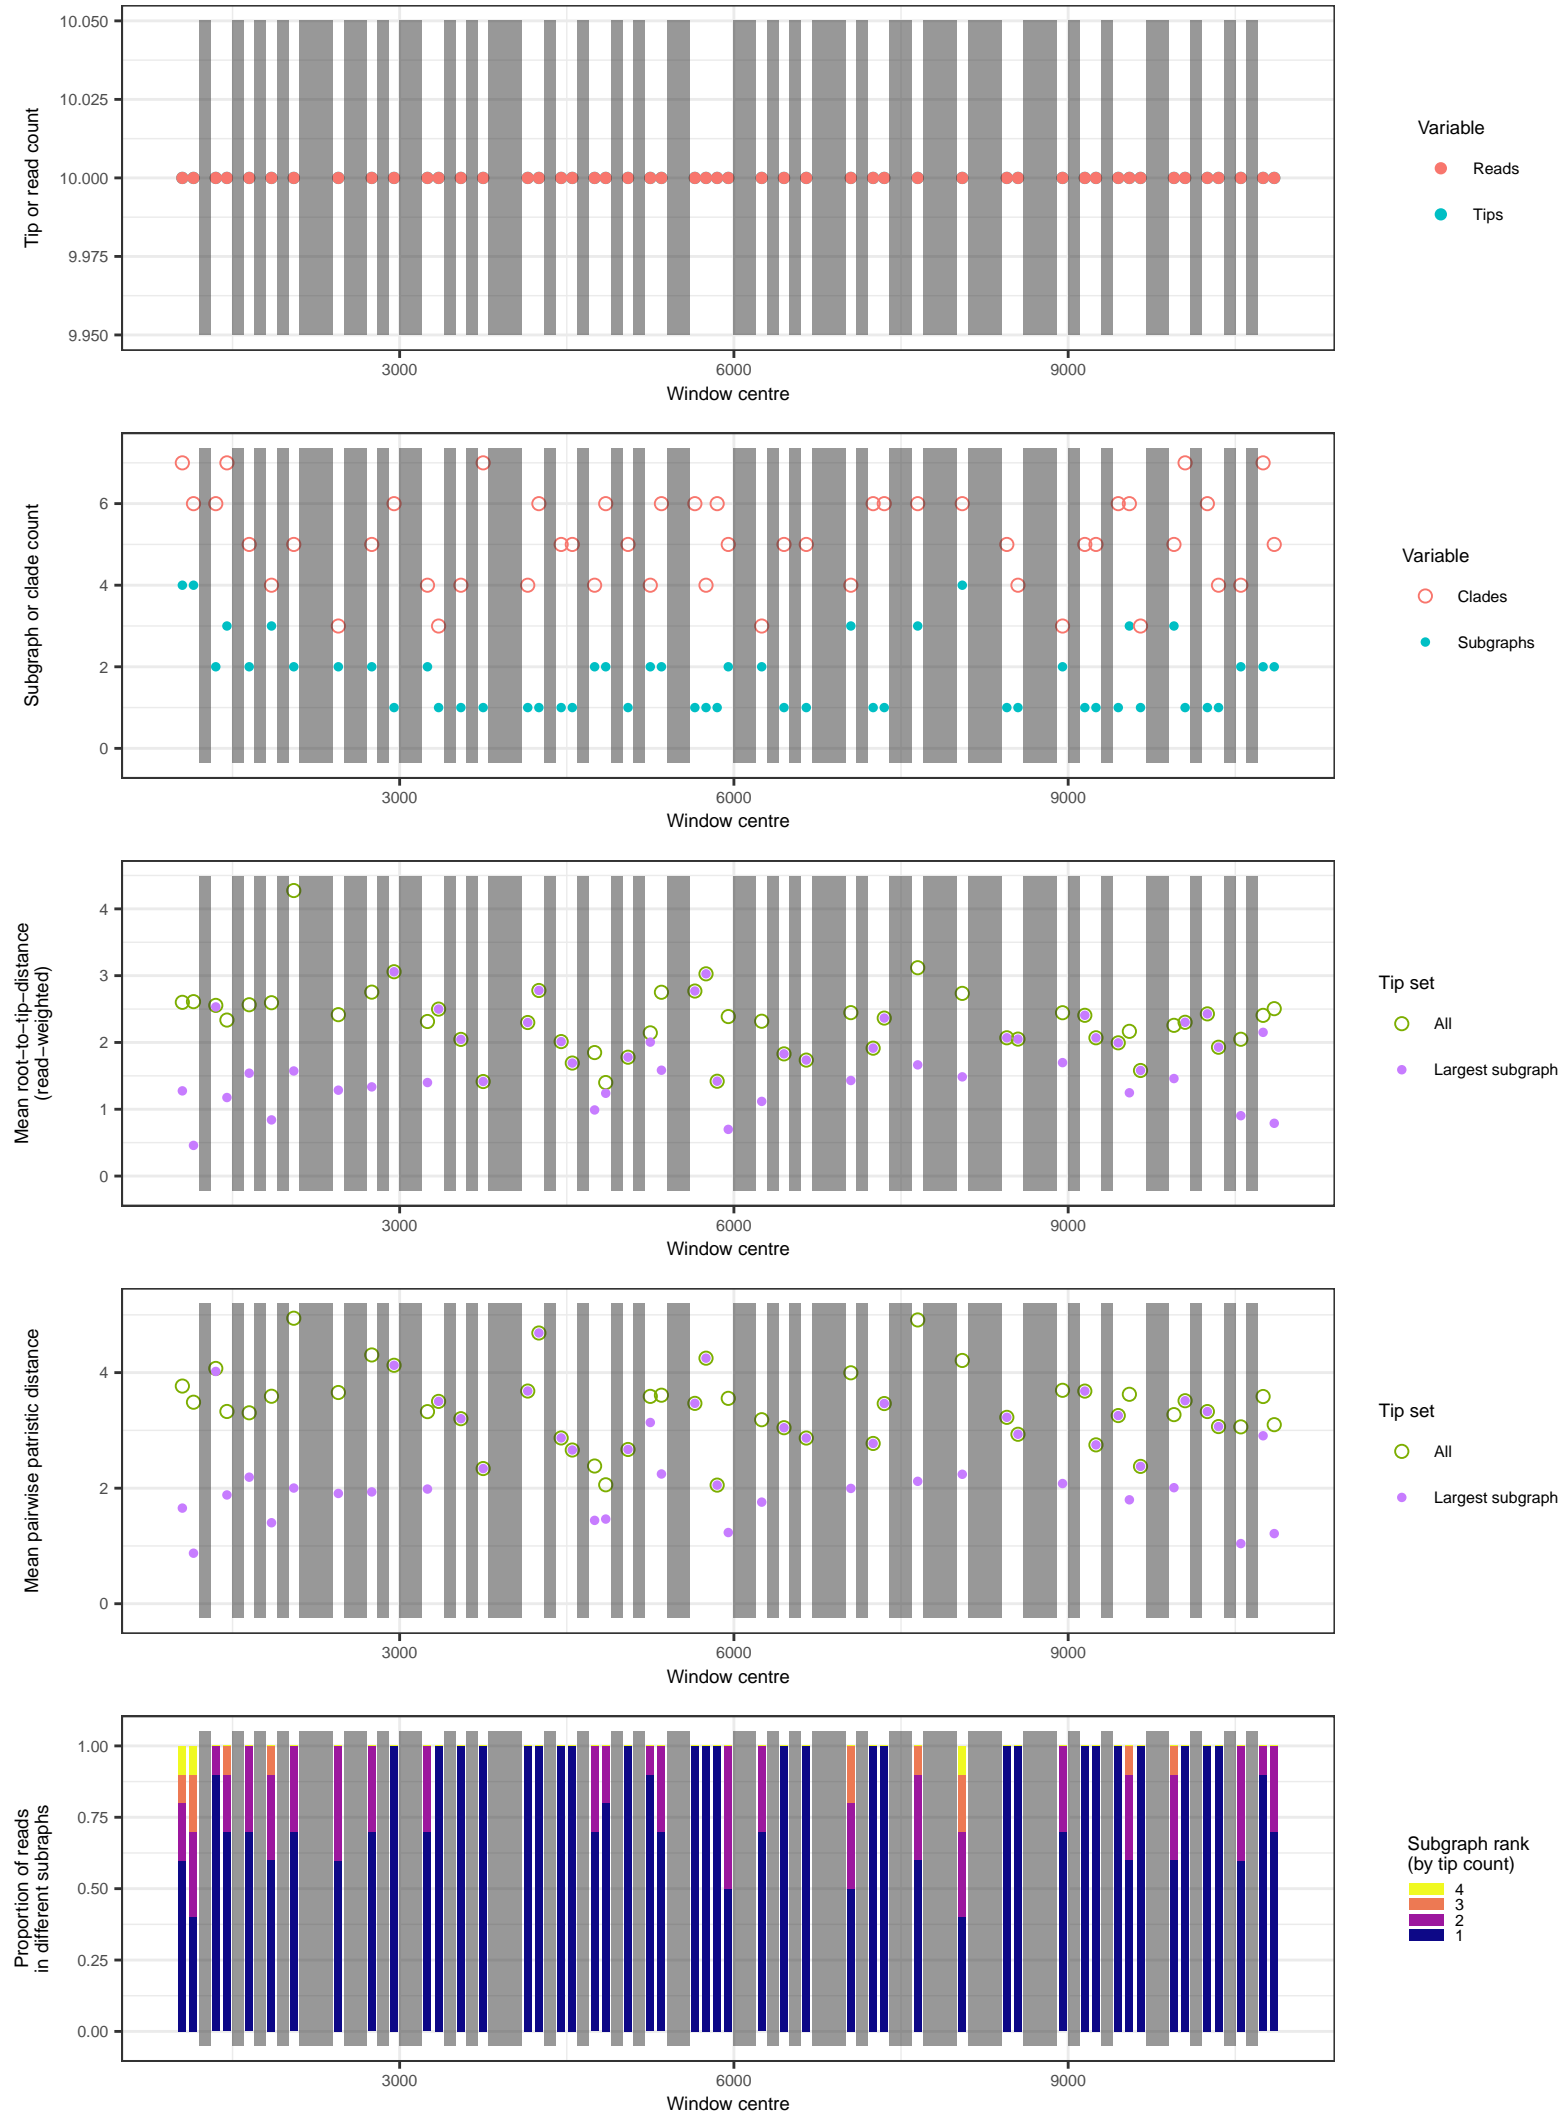 10.050
10.025
10.000
9.975
9.950
Tip or read count
3000
6000
9000
Window centre
Variable
Reads
Tips
6
4
2
0
Subgraph or clade count
3000
6000
9000
Window centre
Variable
Clades
Subgraphs
4
3
2
1
0
Mean root−to−tip−distance
(read−weighted)
3000
6000
9000
Window centre
Tip set
All
Largest subgraph
4
2
0
Mean pairwise patristic distance
3000
6000
9000
Window centre
Tip set
All
Largest subgraph
1.00
0.75
0.50
0.25
0.00
Proportion of reads
in different subraphs
3000
6000
9000
Window centre
Subgraph rank
(by tip count)
4
3
2
1